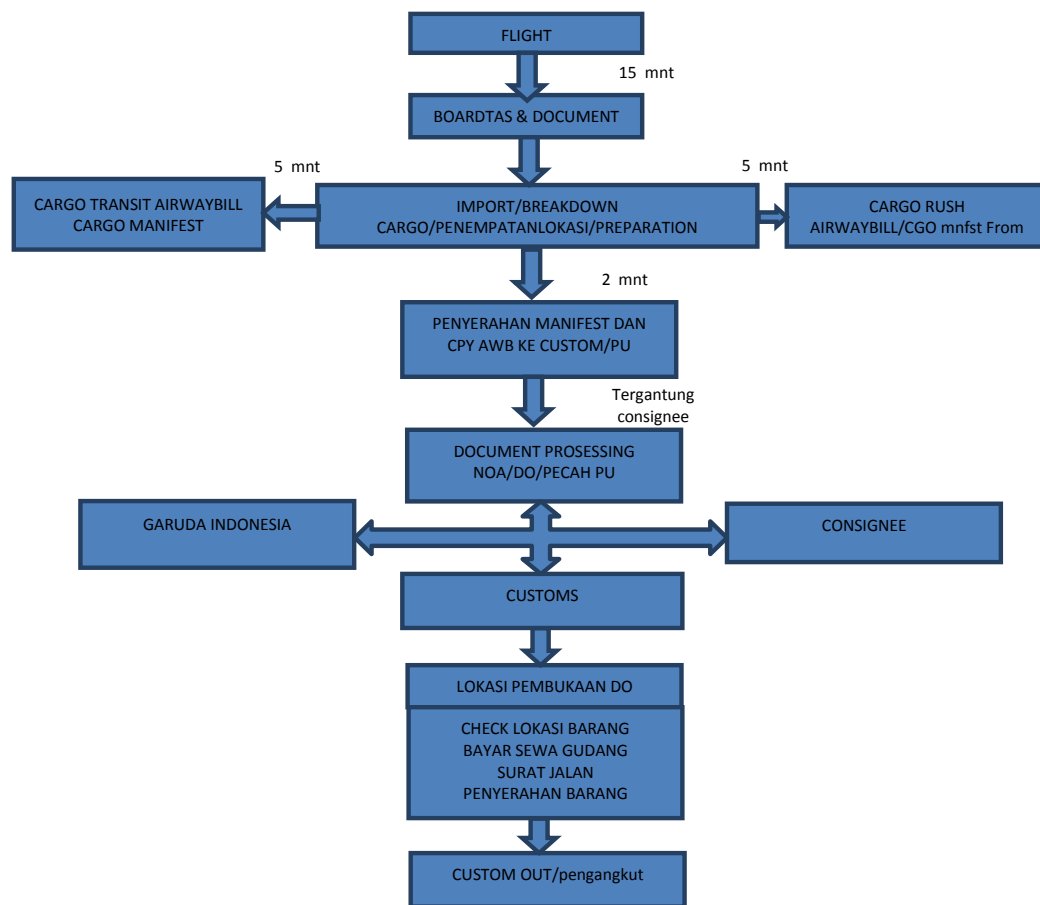 FLIGHT
15 mnt
BOARDTAS & DOCUMENT
5 mnt
5 mnt
CARGO TRANSIT AIRWAYBILL
CARGO MANIFEST
IMPORT/BREAKDOWN
CARGO/PENEMPATANLOKASI/PREPARATION
CARGO RUSH
AIRWAYBILL/CGO mnfst From
2 mnt
PENYERAHAN MANIFEST DAN
CPY AWB KE CUSTOM/PU
Tergantung
consignee
DOCUMENT PROSESSING
NOA/DO/PECAH PU
GARUDA INDONESIA
CONSIGNEE
CUSTOMS
LOKASI PEMBUKAAN DO
CHECK LOKASI BARANG
BAYAR SEWA GUDANG
SURAT JALAN
PENYERAHAN BARANG
CUSTOM OUT/pengangkut